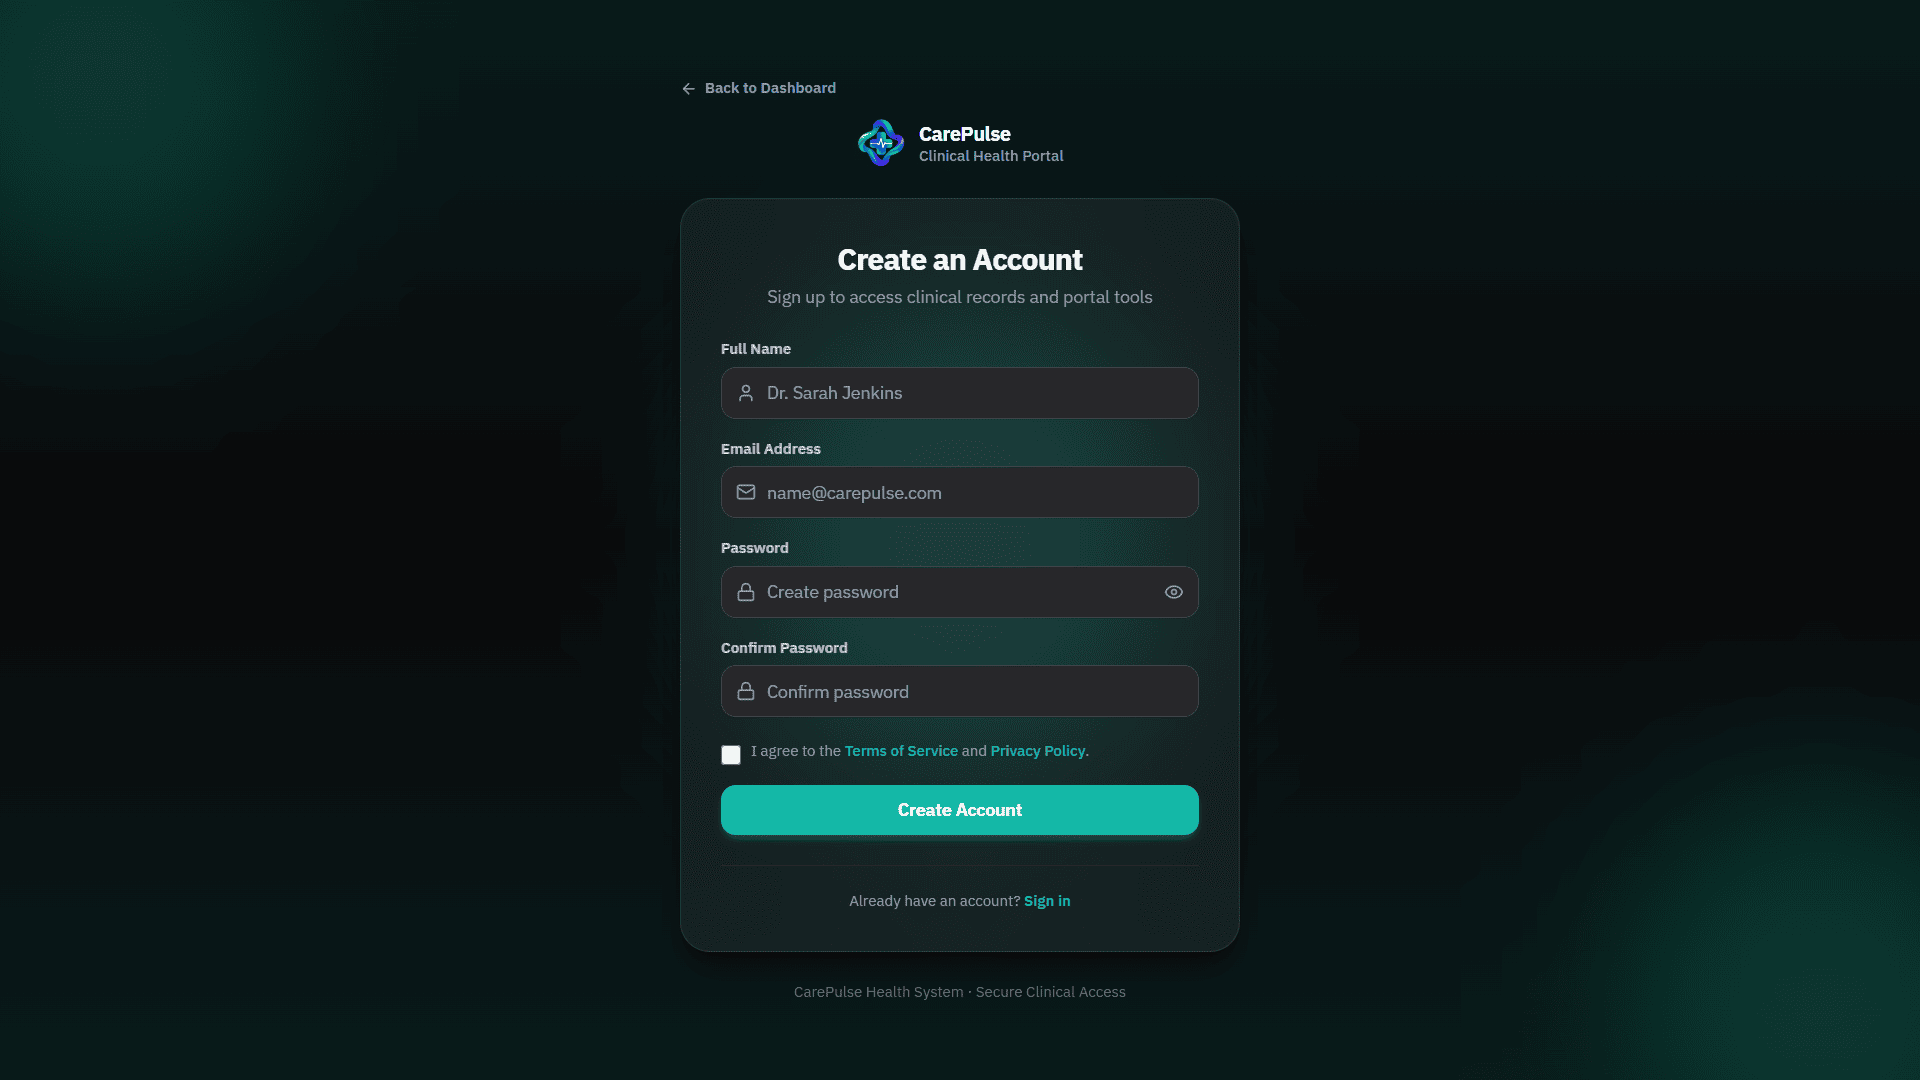 Back to Dashboard
CarePulse
Clinical Health Portal
Create an Account
Sign up to access clinical records and portal tools
Full Name
Dr. Sarah Jenkins
Email Address
name@carepulse.com
Password
Create password
Confirm Password
Confirm password
I agree to the Terms of Service and Privacy Policy.
Create Account
Already have an account? Sign in
CarePulse Health System · Secure Clinical Access